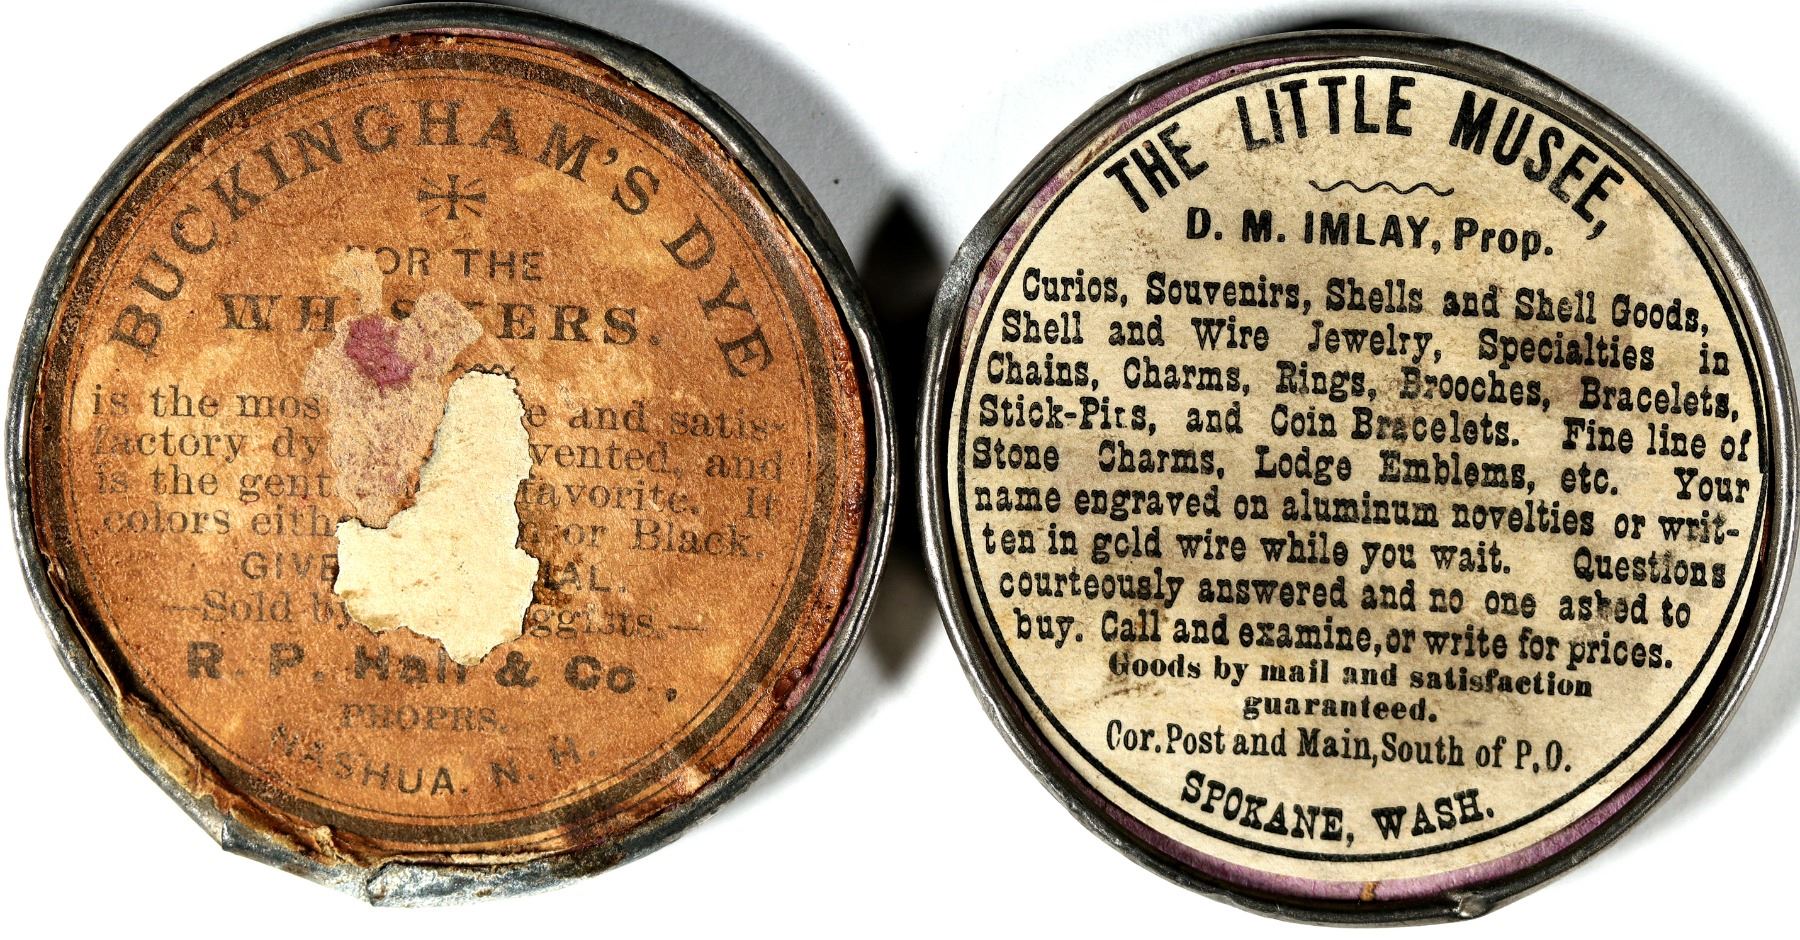 BUCKINGHAM'S DYE
FOR THE
WHISKERS.
is the mos e and satis-
factory dy vented, and
is the gent favorite. It
colors eith or Black.
GIVE IAL.
—Sold by ggists.—
R. P. Hall & Co.,
PROPRS.
NASHUA, N. H.
THE LITTLE MUSEE,
D. M. IMLAY, Prop.
Curios, Souvenirs, Shells and Shell Goods,
Shell and Wire Jewelry, Specialties in
Chains, Charms, Rings, Brooches, Bracelets,
Stick-Pins, and Coin Bracelets. Fine line of
Stone Charms, Lodge Emblems, etc. Your
name engraved on aluminum novelties or writ-
ten in gold wire while you wait. Questions
courteously answered and no one asked to
buy. Call and examine, or write for prices.
Goods by mail and satisfaction
guaranteed.
Cor. Post and Main, South of P.O.
SPOKANE, WASH.